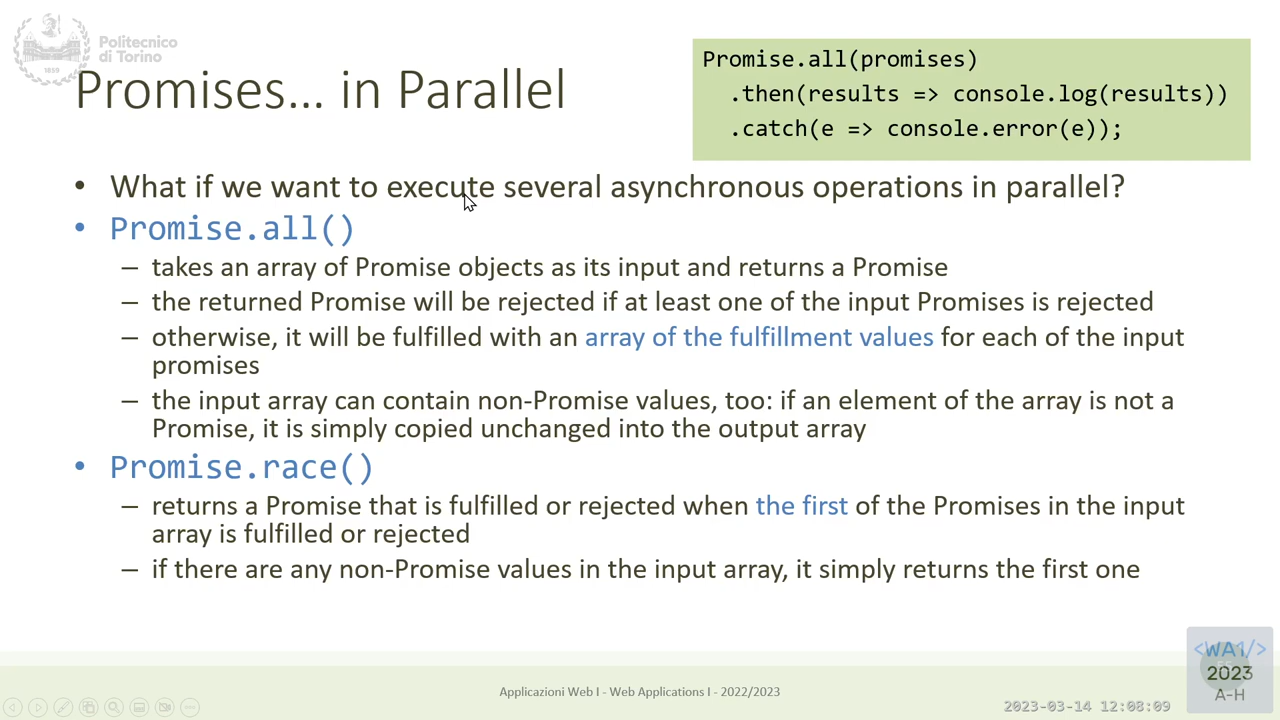 Politecnico
di Torino
1859
Promises... in Parallel
Promise.all(promises)
.then(results => console.log(results))
.catch(e => console.error(e));
• What if we want to execute several asynchronous operations in parallel?
• Promise.all()
– takes an array of Promise objects as its input and returns a Promise
– the returned Promise will be rejected if at least one of the input Promises is rejected
– otherwise, it will be fulfilled with an array of the fulfillment values for each of the input
promises
– the input array can contain non-Promise values, too: if an element of the array is not a
Promise, it is simply copied unchanged into the output array
• Promise.race()
– returns a Promise that is fulfilled or rejected when the first of the Promises in the input
array is fulfilled or rejected
– if there are any non-Promise values in the input array, it simply returns the first one
Applicazioni Web I - Web Applications I - 2022/2023
<WA1/>
2023
A-H
2023-03-14 12:08:09